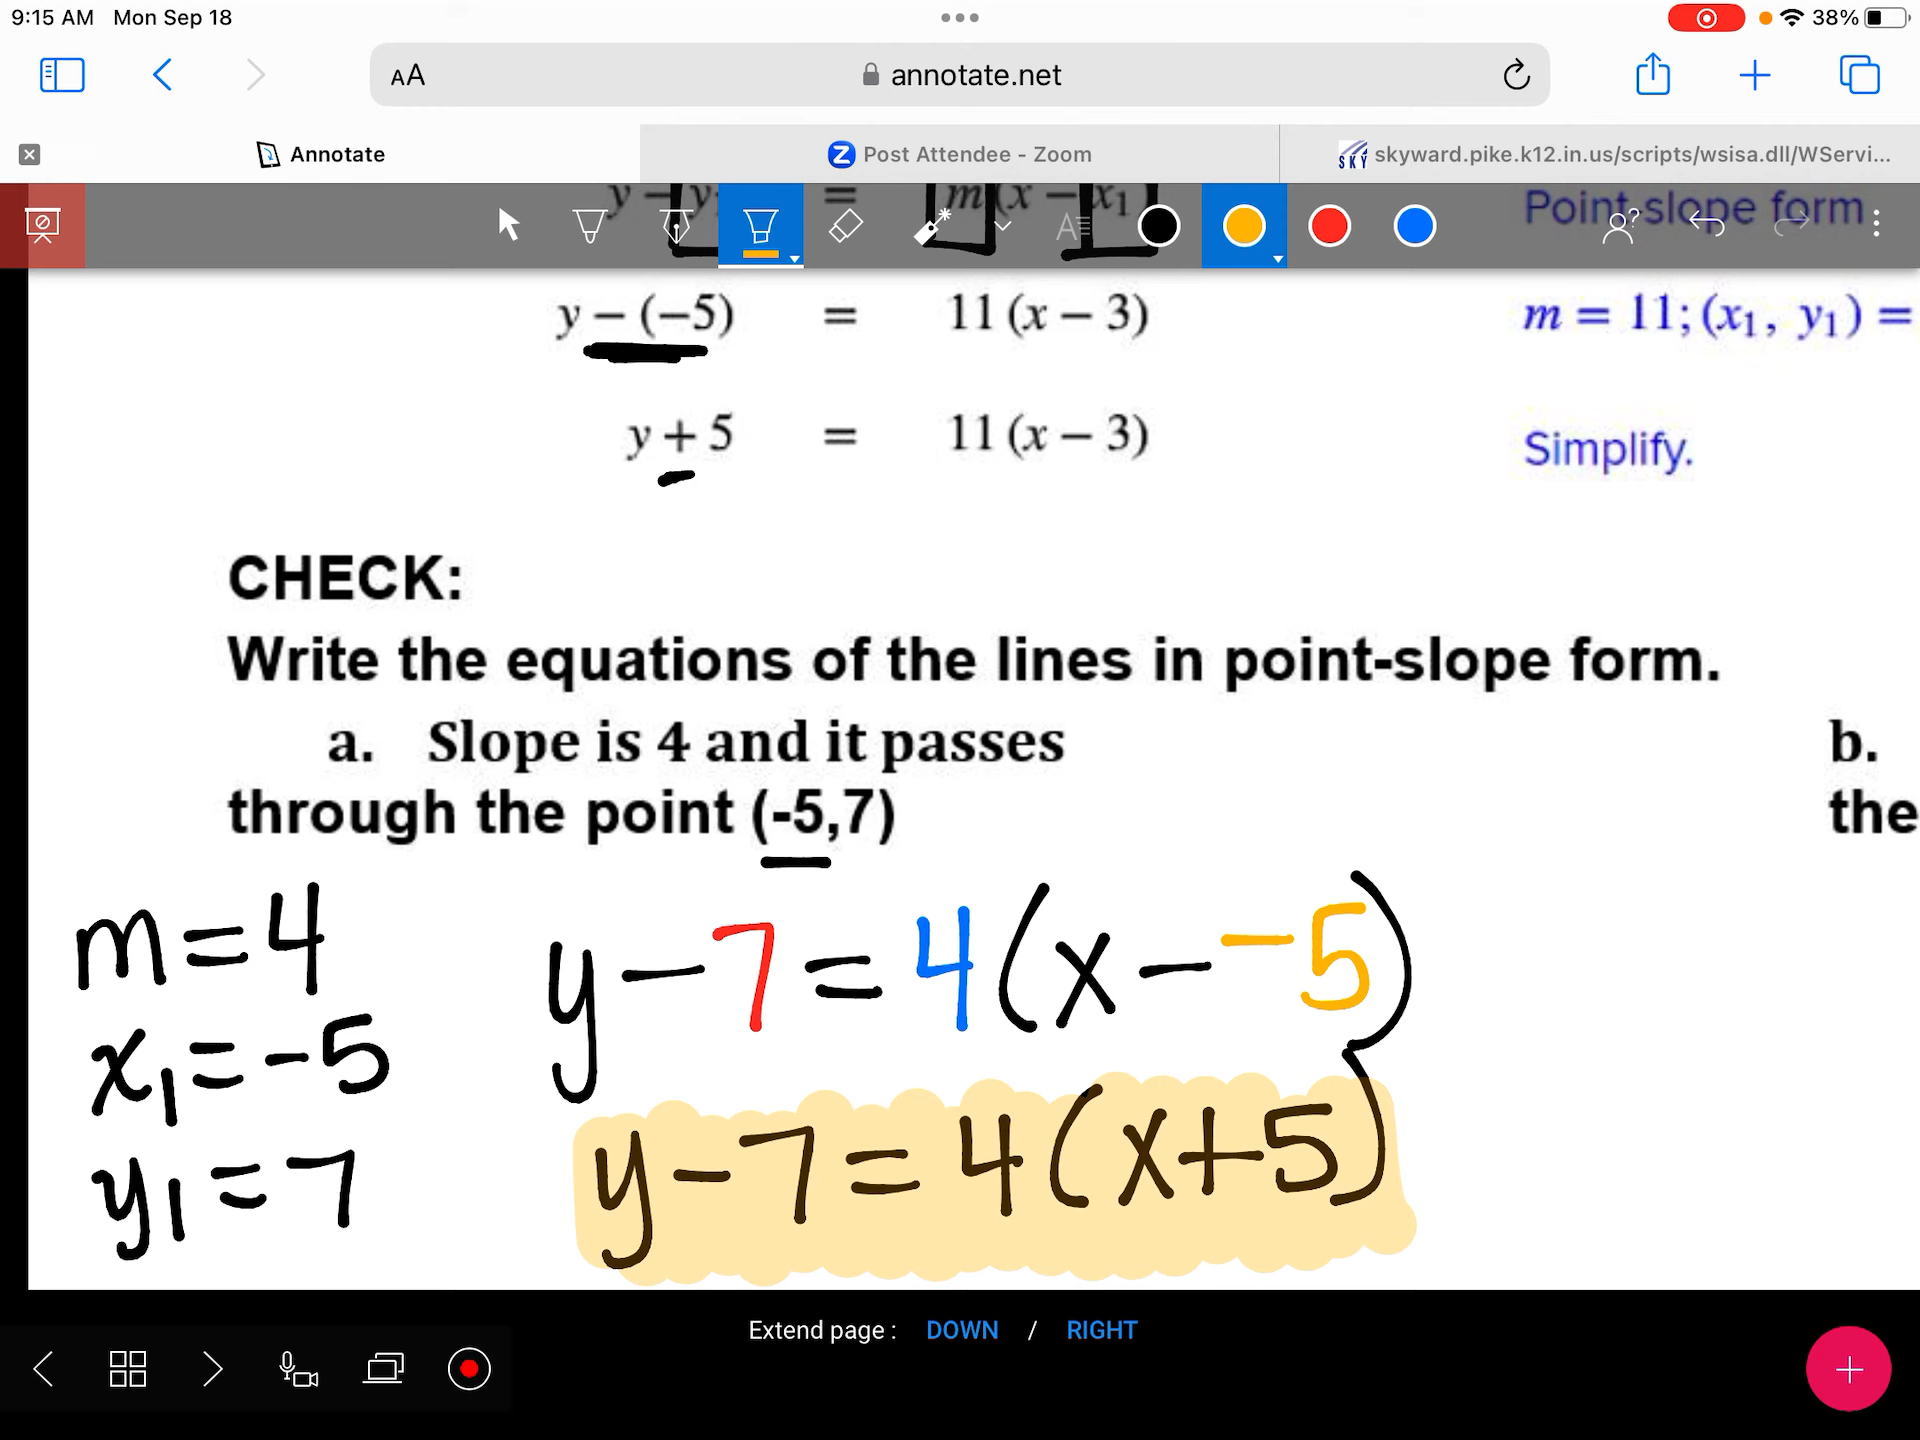 9:15 AM Mon Sep 18
38%
AA annotate.net
Annotate
Post Attendee - Zoom
SKY skyward.pike.k12.in.us/scripts/wsisa.dll/WServi...
y − y₁ = m(x − x₁) Point-slope form
y − (−5) = 11 (x − 3) m = 11; (x₁, y₁) =
y + 5 = 11 (x − 3) Simplify.
CHECK:
Write the equations of the lines in point-slope form.
a. Slope is 4 and it passes
through the point (-5,7)
b.
the
m=4
x₁=-5
y₁=7
y-7=4(x--5)
y-7=4(x+5)
Extend page : DOWN / RIGHT